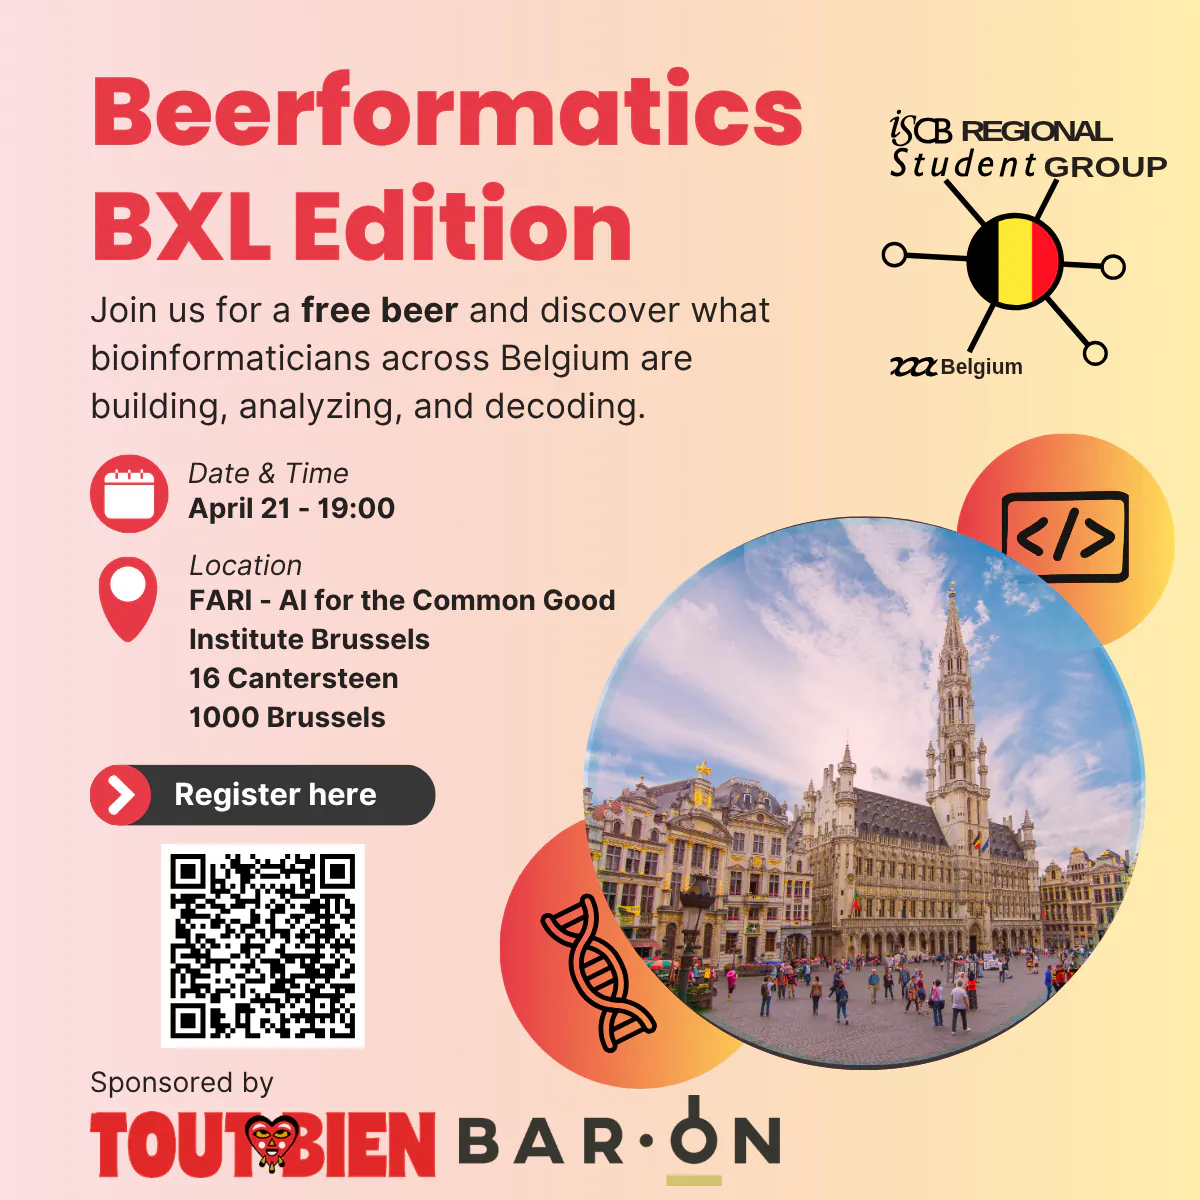 Beerformatics
BXL Edition
iSCB REGIONAL
Student GROUP
Belgium
Join us for a free beer and discover what
bioinformaticians across Belgium are
building, analyzing, and decoding.
Date & Time
April 21 - 19:00
Location
FARI - AI for the Common Good
Institute Brussels
16 Cantersteen
1000 Brussels
</>
Register here
Sponsored by
TOUT BIEN
BAR·ON